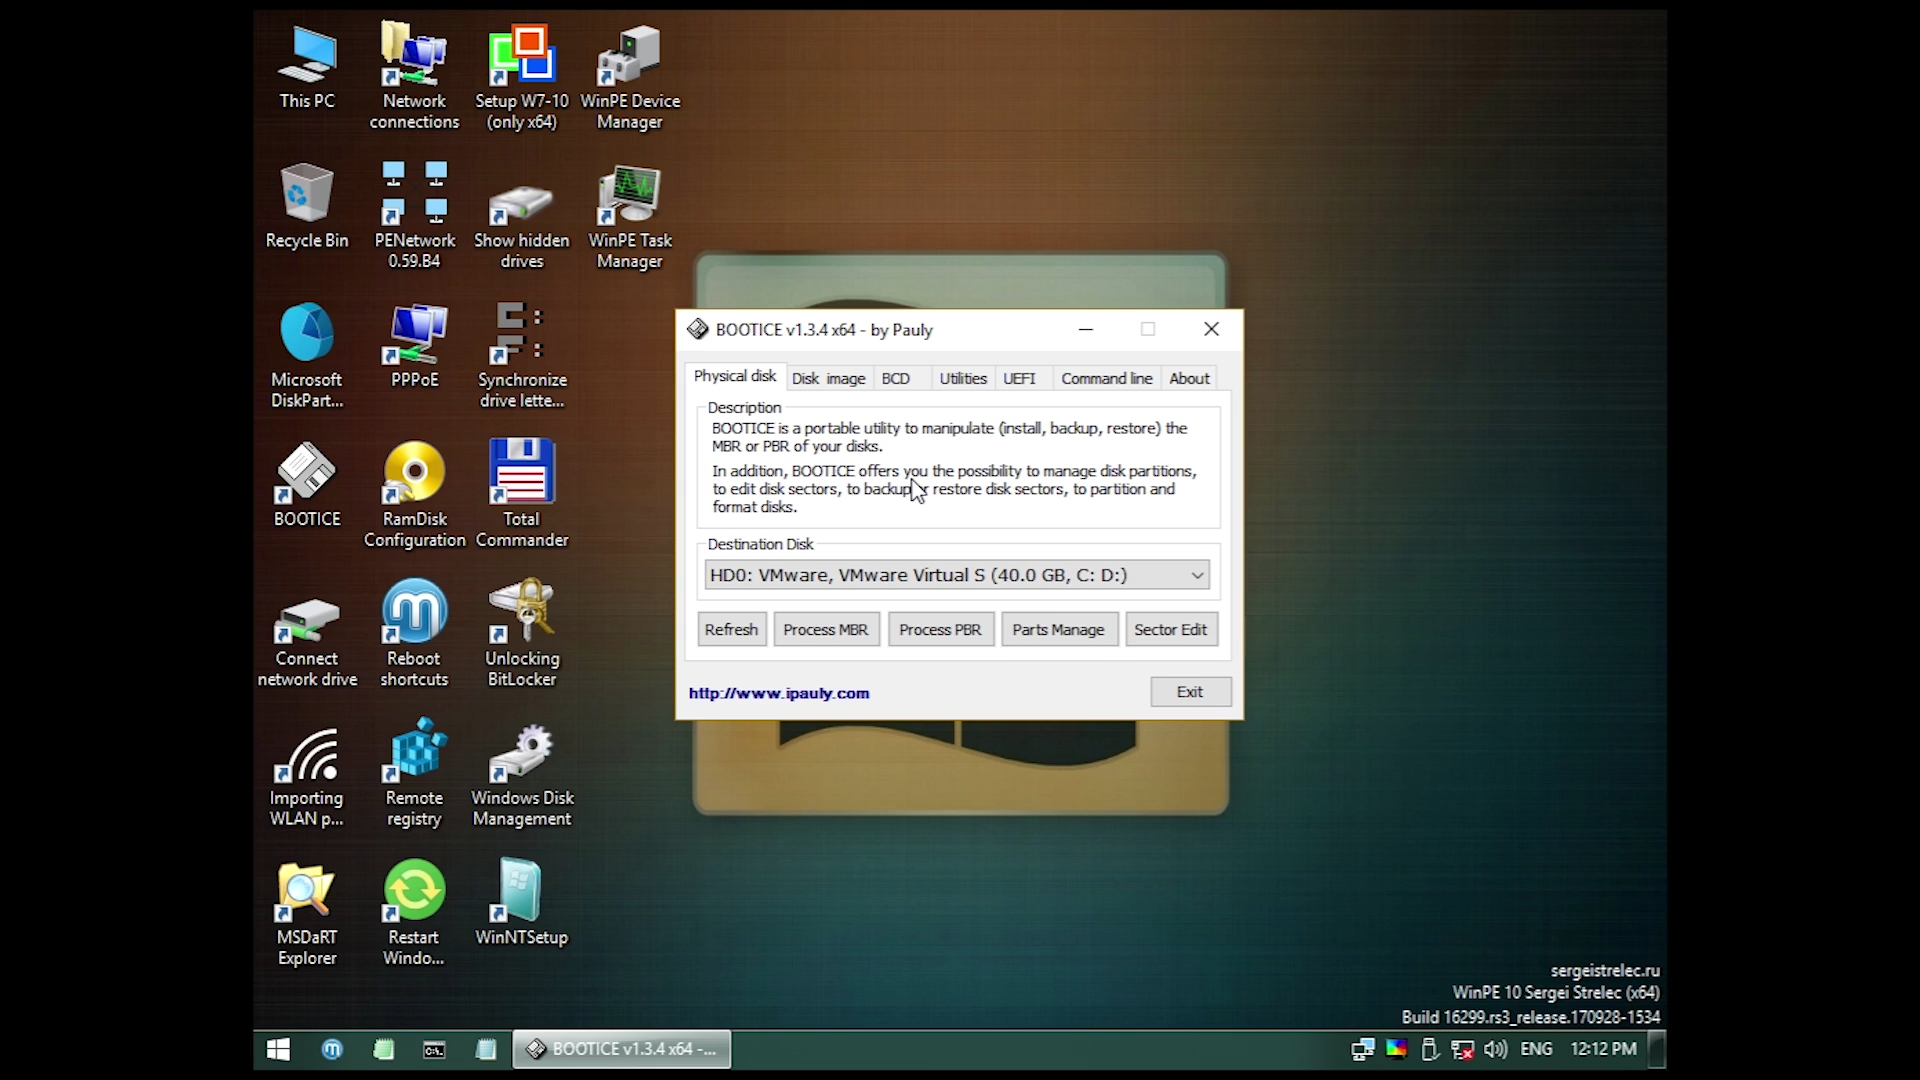 This PC
Network
connections
Setup W7-10
(only x64)
WinPE Device
Manager
Recycle Bin
PENetwork
0.59.B4
Show hidden
drives
WinPE Task
Manager
Microsoft
DiskPart...
PPPoE
Synchronize
drive lette...
BOOTICE
RamDisk
Configuration
Total
Commander
Connect
network drive
Reboot
shortcuts
Unlocking
BitLocker
Importing
WLAN p...
Remote
registry
Windows Disk
Management
MSDaRT
Explorer
Restart
Windo...
WinNTSetup
BOOTICE v1.3.4 x64 - by Pauly
Physical disk
Disk image
BCD
Utilities
UEFI
Command line
About
Description
BOOTICE is a portable utility to manipulate (install, backup, restore) the
MBR or PBR of your disks.
In addition, BOOTICE offers you the possibility to manage disk partitions,
to edit disk sectors, to backup or restore disk sectors, to partition and
format disks.
Destination Disk
HD0: VMware, VMware Virtual S (40.0 GB, C: D:)
Refresh
Process MBR
Process PBR
Parts Manage
Sector Edit
http://www.ipauly.com
Exit
sergeistrelec.ru
WinPE 10 Sergei Strelec (x64)
Build 16299.rs3_release.170928-1534
BOOTICE v1.3.4 x64 -...
ENG
12:12 PM